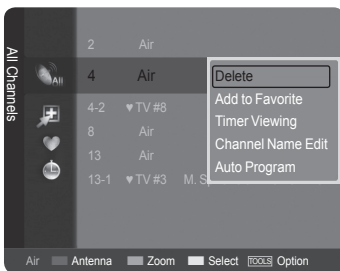 All Channels
All
2 Air
4 Air
4-2 ♥ TV #8
8 Air
13 Air
13-1 ♥ TV #3 M. S
Delete
Add to Favorite
Timer Viewing
Channel Name Edit
Auto Program
Air Antenna Zoom Select TOOLS Option